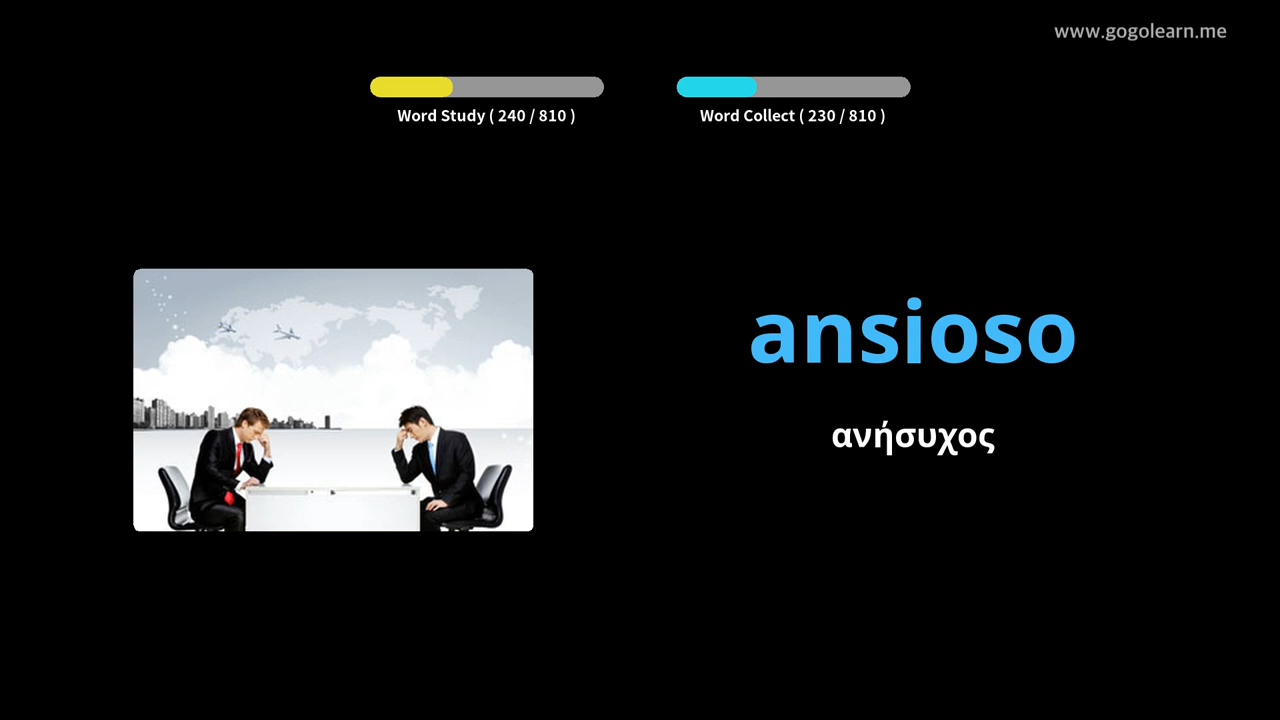 www.gogolearn.me
Word Study ( 240 / 810 )
Word Collect ( 230 / 810 )
ansioso
ανήσυχος